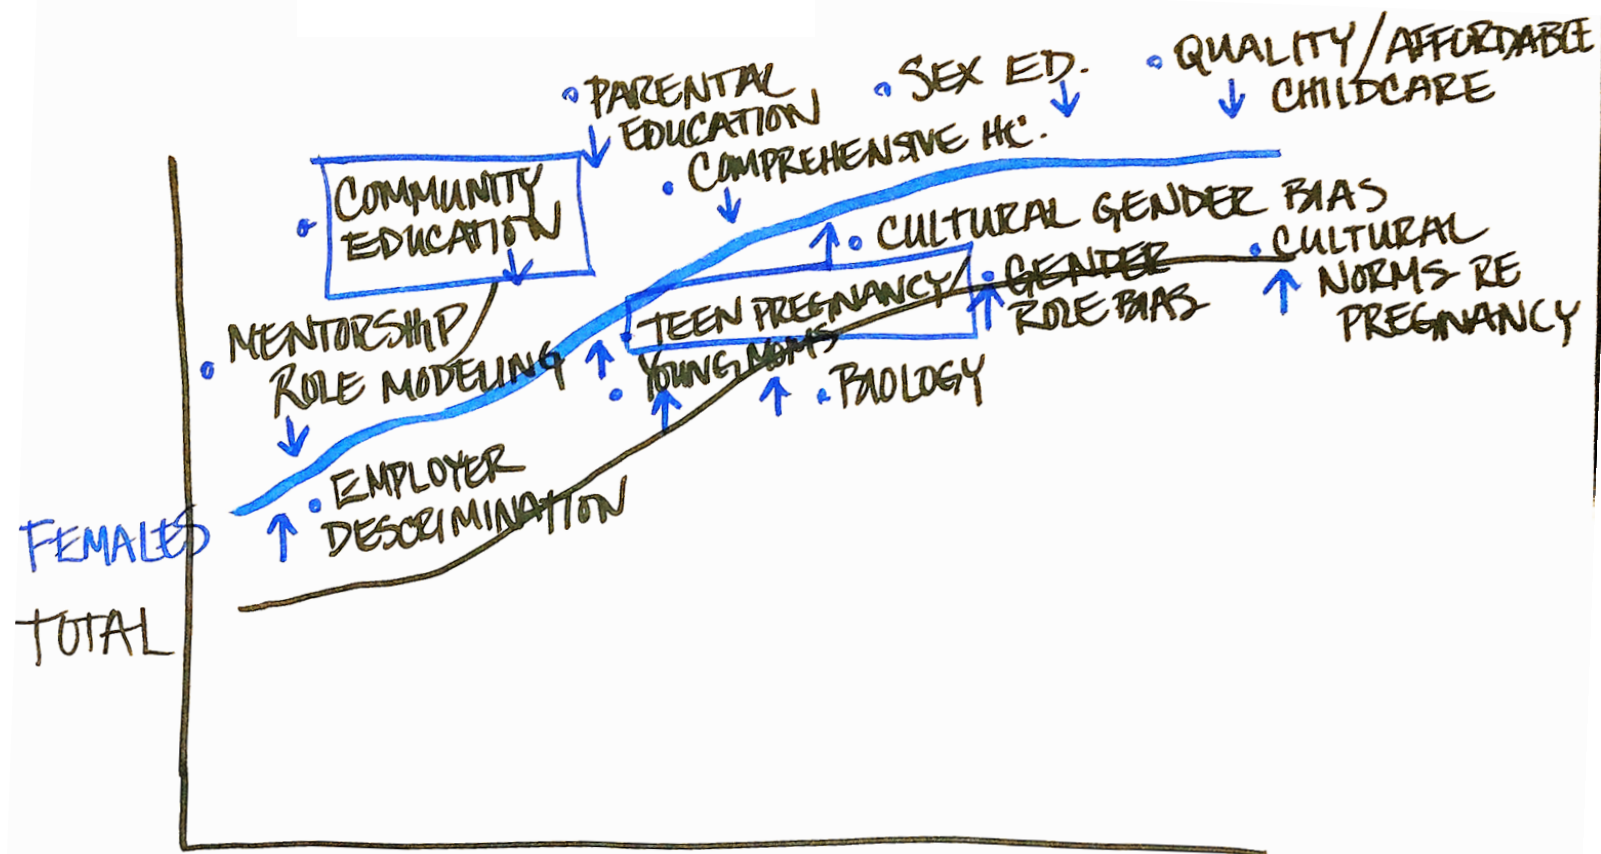 PARENTAL
EDUCATION
SEX ED.
QUALITY/AFFORDABLE
CHILDCARE
COMPREHENSIVE HC.
COMMUNITY
EDUCATION
CULTURAL GENDER BIAS
MENTORSHIP/
ROLE MODELING
TEEN PREGNANCY/
YOUNG MOMS
GENDER
ROLE BIAS
CULTURAL
NORMS RE
PREGNANCY
BIOLOGY
EMPLOYER
DESCRIMINATION
FEMALES
TOTAL